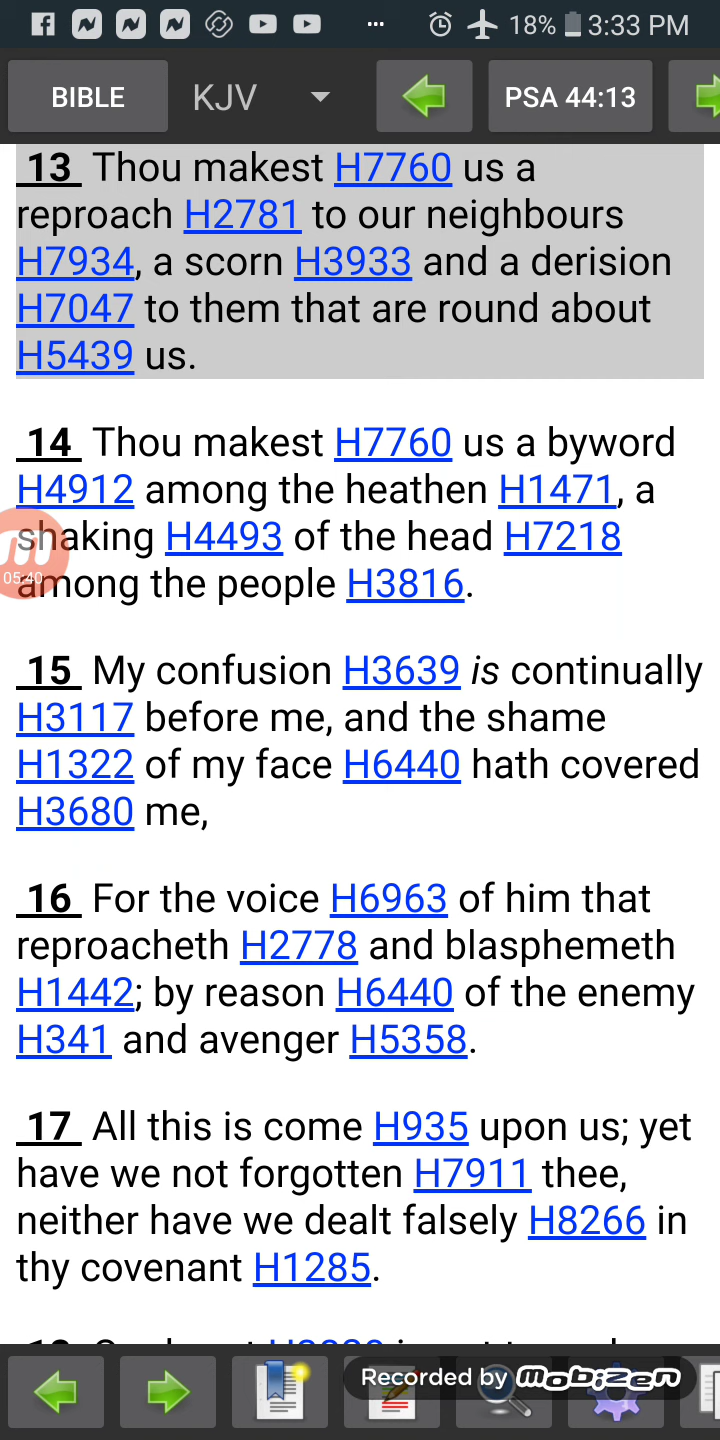 18% 3:33 PM
BIBLE KJV PSA 44:13
13 Thou makest H7760 us a
reproach H2781 to our neighbours
H7934, a scorn H3933 and a derision
H7047 to them that are round about
H5439 us.
14 Thou makest H7760 us a byword
H4912 among the heathen H1471, a
shaking H4493 of the head H7218
05:40
among the people H3816.
15 My confusion H3639 is continually
H3117 before me, and the shame
H1322 of my face H6440 hath covered
H3680 me,
16 For the voice H6963 of him that
reproacheth H2778 and blasphemeth
H1442; by reason H6440 of the enemy
H341 and avenger H5358.
17 All this is come H935 upon us; yet
have we not forgotten H7911 thee,
neither have we dealt falsely H8266 in
thy covenant H1285.
Recorded by Mobizen